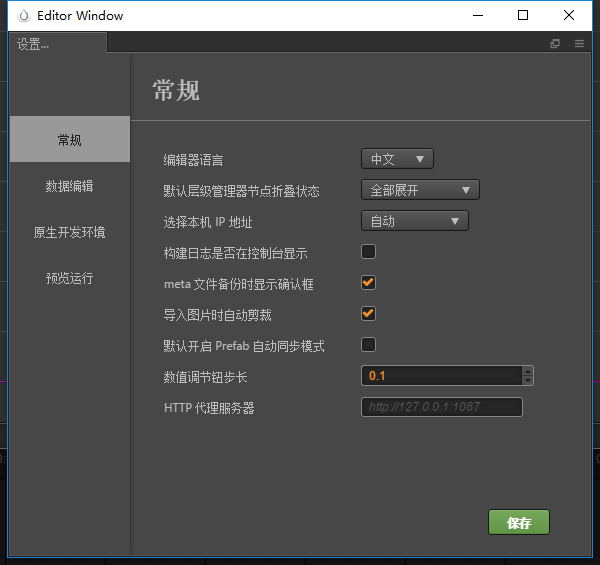 Editor Window
设置...
常规
数据编辑
原生开发环境
预览运行
常规
编辑器语言 中文
默认层级管理器节点折叠状态 全部展开
选择本机 IP 地址 自动
构建日志是否在控制台显示
meta 文件备份时显示确认框
导入图片时自动剪裁
默认开启 Prefab 自动同步模式
数值调节钮步长 0.1
HTTP 代理服务器 http://127.0.0.1:1087
保存